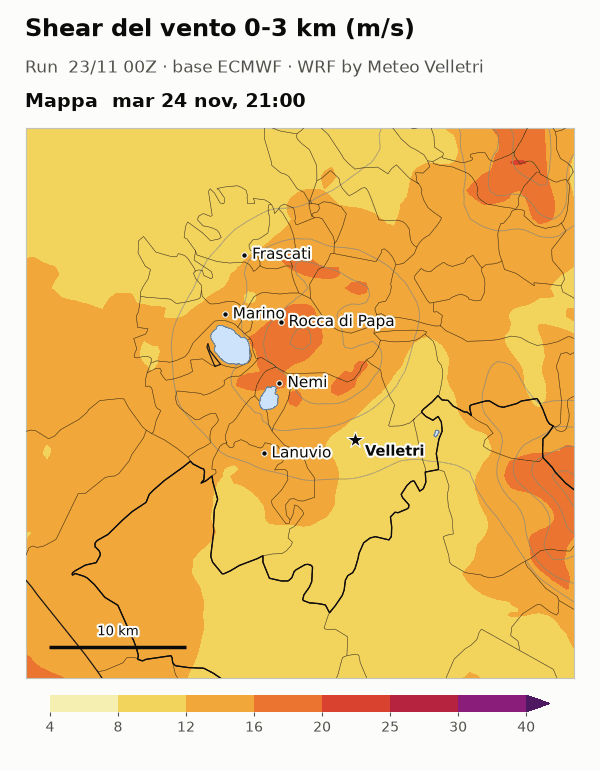 Shear del vento 0-3 km (m/s)
Run  23/11 00Z · base ECMWF · WRF by Meteo Velletri
Mappa  mar 24 nov, 21:00
Frascati
Marino
Rocca di Papa
Nemi
Velletri
Lanuvio
10 km
4 8 12 16 20 25 30 40